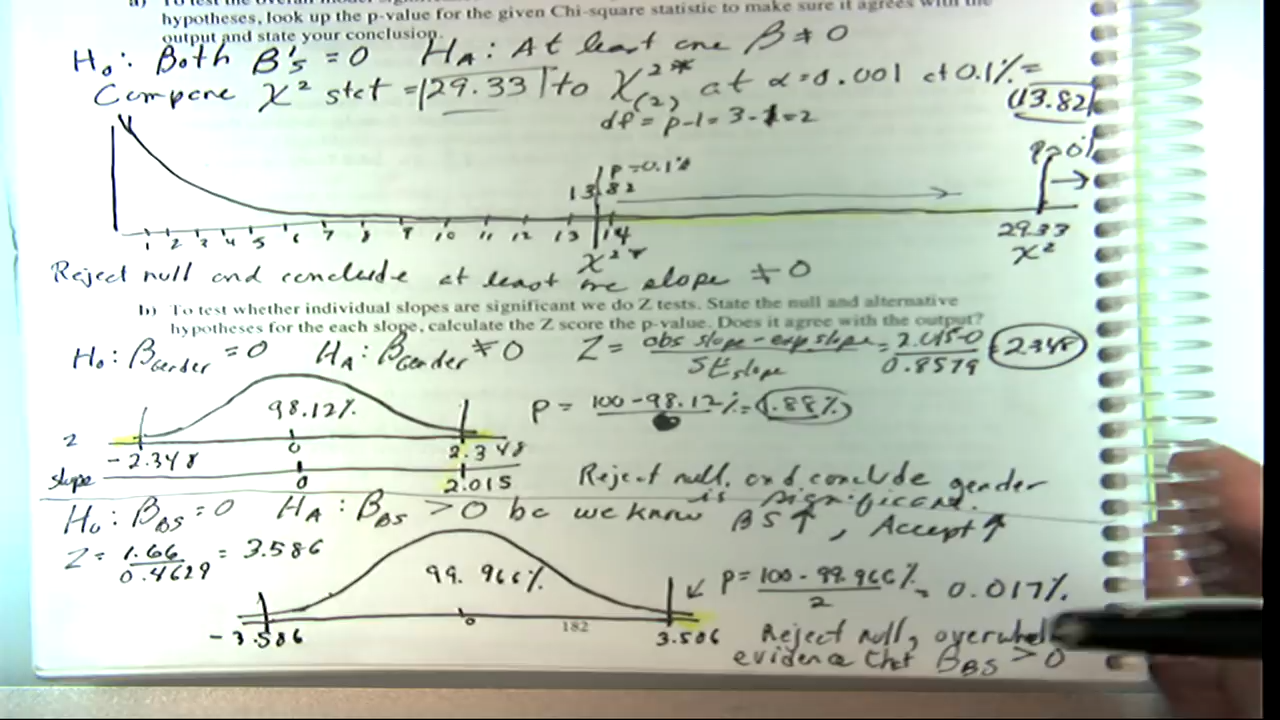 a) To test the overall model
hypotheses, look up the p-value for the given Chi-square statistic to make sure it agrees with the
output and state your conclusion.
H₀: Both B's = 0 Hₐ: At least one β ≠ 0
Compare χ² stat = |29.33| to χ²*(2) at α=0.001 at 0.1% =
(13.82)
df = p-1 = 3-1=2
p=0.1%
13.82
p≈0%
1 2 3 4 5 6 7 8 9 10 11 12 13 14
χ²*
29.33
χ²
Reject null and conclude at least one slope ≠ 0
b) To test whether individual slopes are significant we do Z tests. State the null and alternative
hypotheses for the each slope, calculate the Z score the p-value. Does it agree with the output?
H₀: βGender = 0 Hₐ: βGender ≠ 0 Z = obs slope - exp slope / SEslope = 2.015-0 / 0.8579 = 2.348
98.12%
P = 100-98.12% = 1.88%
z -2.348 0 2.348
slope 0 2.015
Reject null, and conclude gender
is significant.
H₀: βBS = 0 Hₐ: βBS > 0 bc we know BS↑, Accept↑
Z = 1.66 / 0.4629 = 3.586
99.966%
P = 100 - 99.966% / 2 = 0.017%
-3.586 0 3.586
182
Reject null, overwhel
evidence that βBS > 0